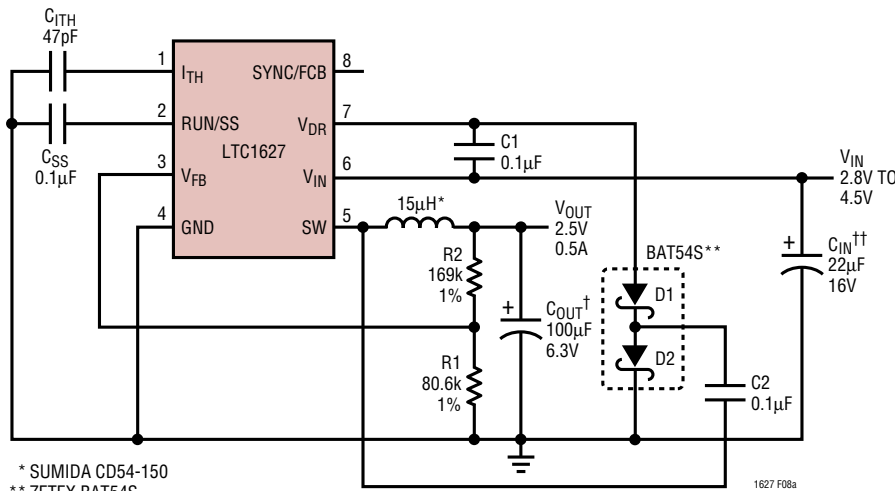 C_ITH
47pF
1
I_TH
SYNC/FCB
8
2
RUN/SS
V_DR
7
LTC1627
C_SS
0.1µF
3
V_FB
V_IN
6
4
GND
SW
5
C1
0.1µF
V_IN
2.8V TO
4.5V
15µH*
V_OUT
2.5V
0.5A
R2
169k
1%
BAT54S**
+
C_IN††
22µF
16V
+
C_OUT†
100µF
6.3V
D1
D2
R1
80.6k
1%
C2
0.1µF
* SUMIDA CD54-150
** ZETEX BAT54S
1627 F08a